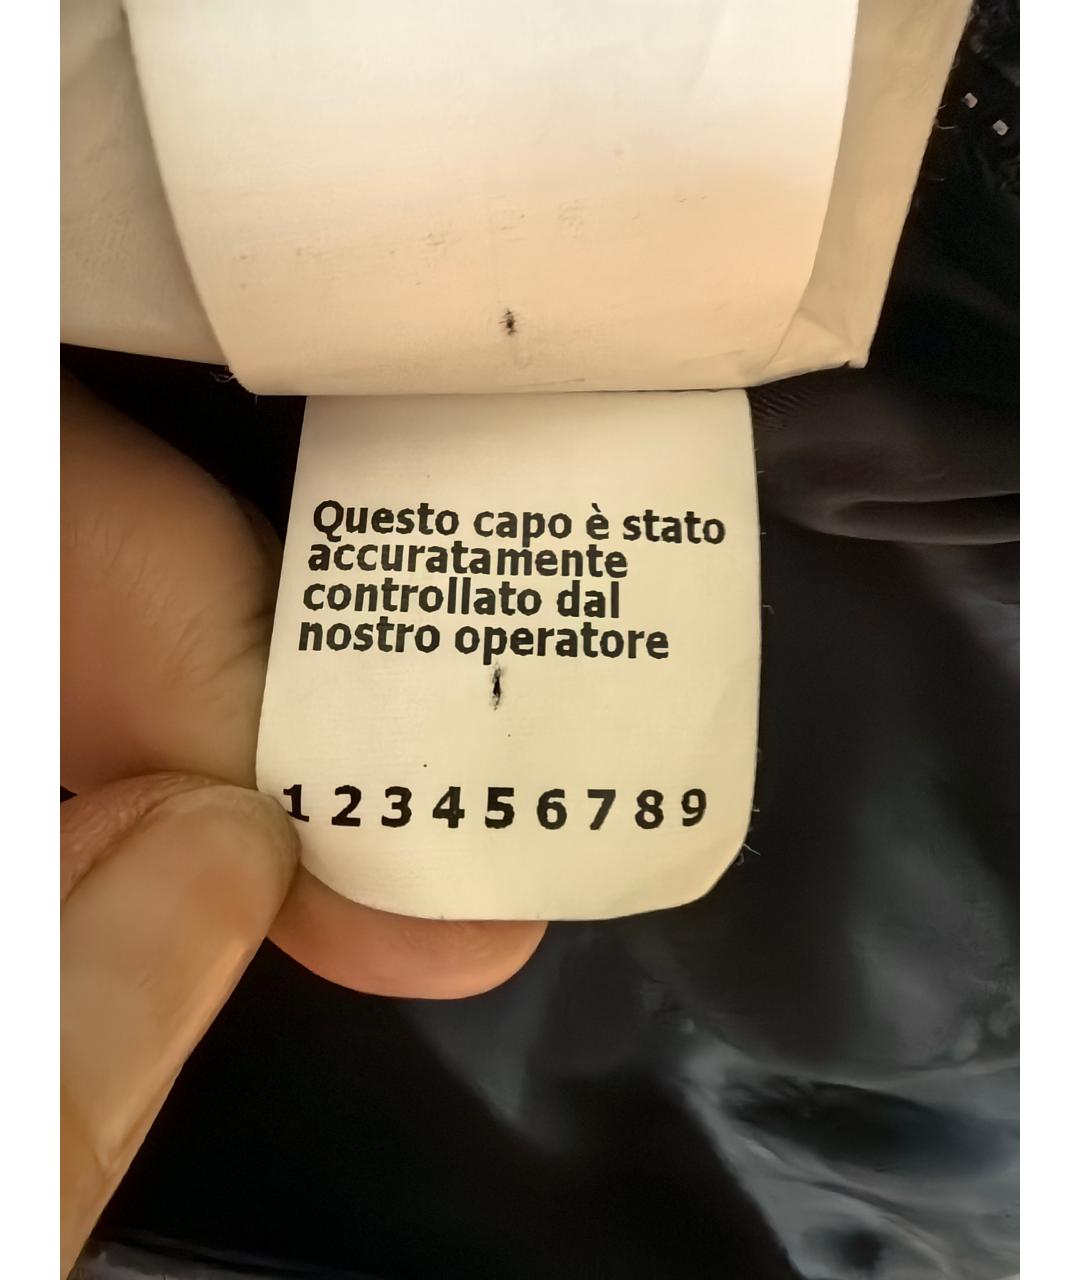 Questo capo è stato
accuratamente
controllato dal
nostro operatore
1 2 3 4 5 6 7 8 9